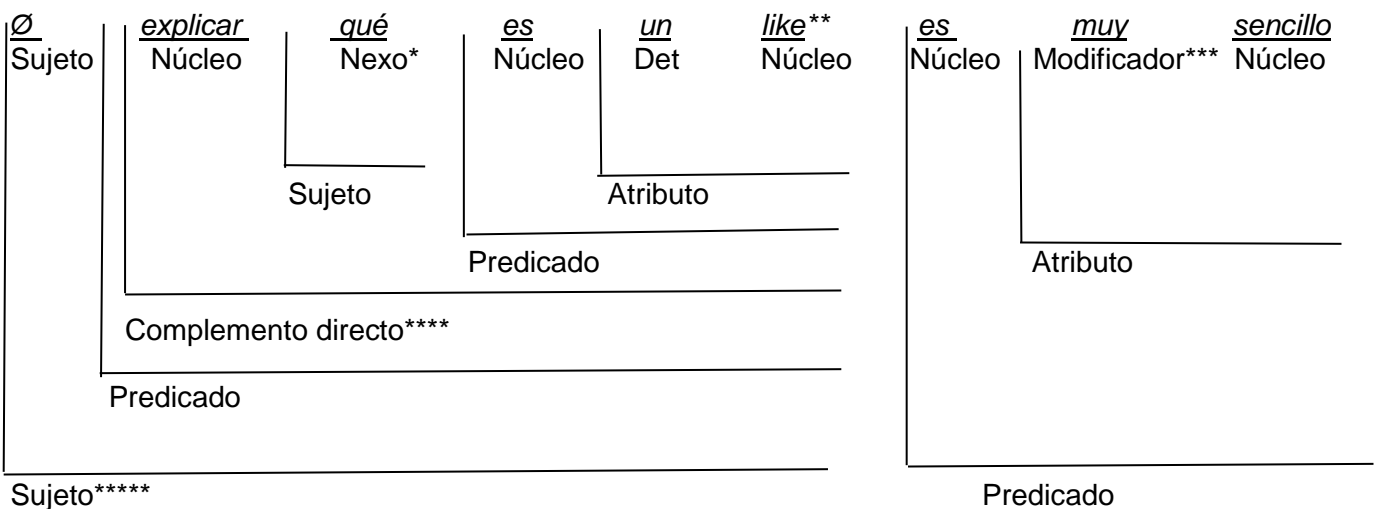 Ø explicar qué es un like** es muy sencillo
Sujeto Núcleo Nexo* Núcleo Det Núcleo Núcleo Modificador*** Núcleo
Sujeto Atributo
Predicado Atributo
Complemento directo****
Predicado
Sujeto***** Predicado